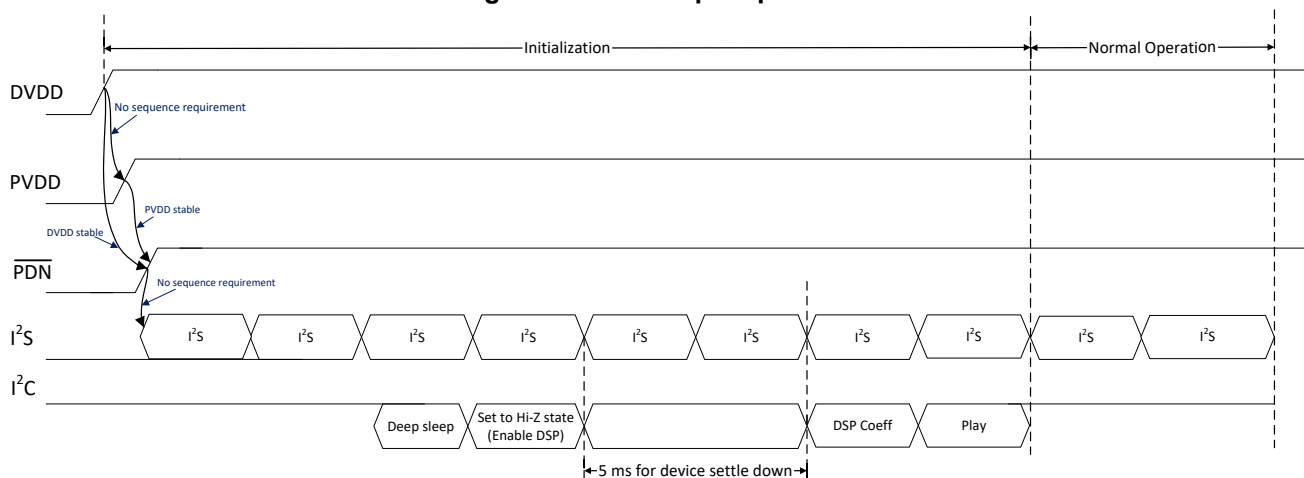 Initialization
Normal Operation
DVDD
No sequence requirement
PVDD
PVDD stable
DVDD stable
PDN
No sequence requirement
I²S
I²S I²S I²S I²S I²S I²S I²S I²S I²S I²S
I²C
Deep sleep
Set to Hi-Z state
(Enable DSP)
DSP Coeff
Play
5 ms for device settle down